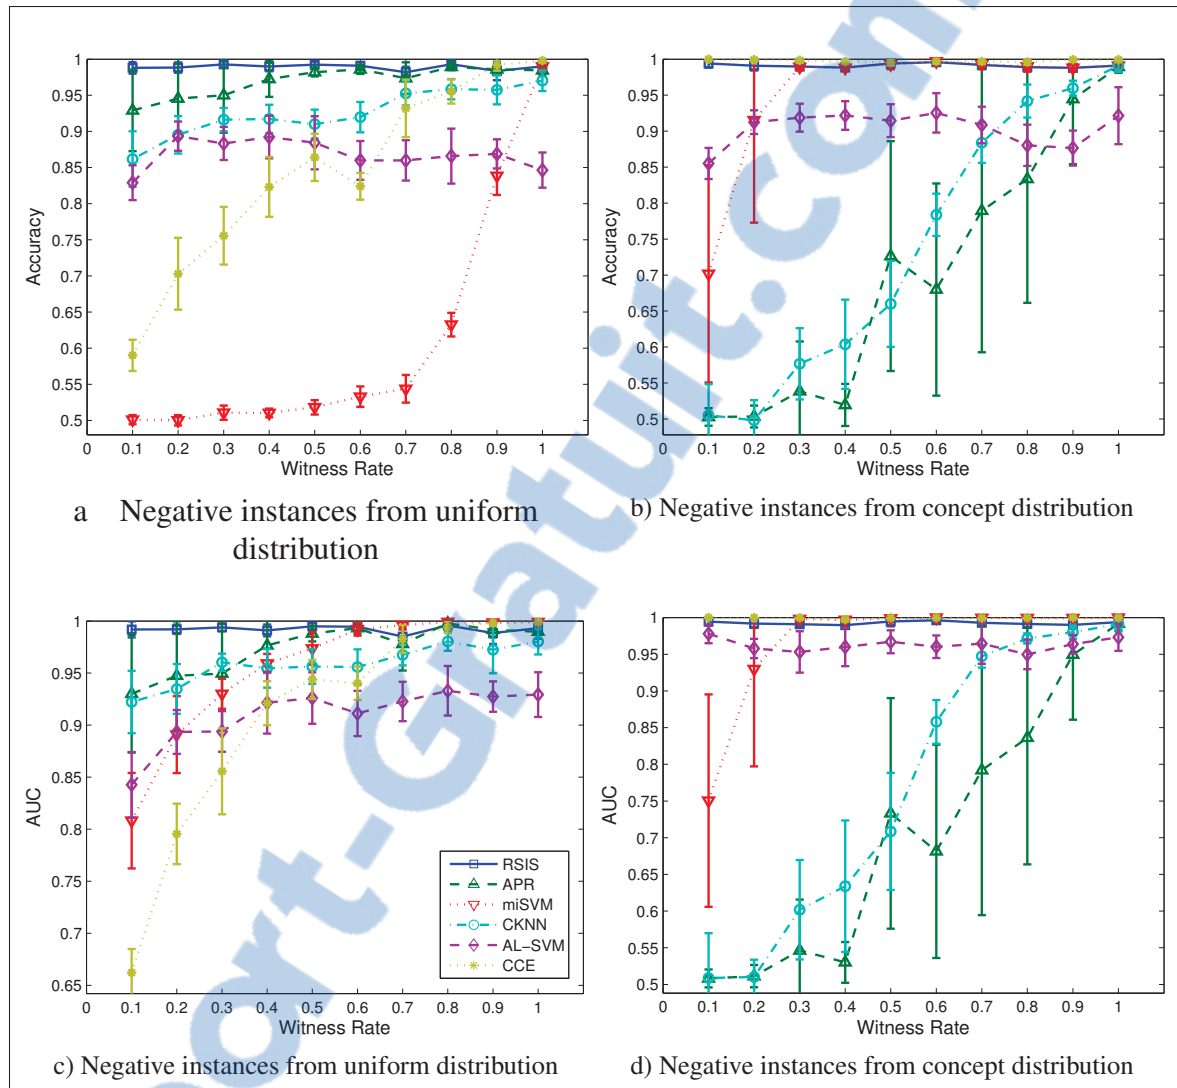 1
0.95
0.9
0.85
0.8
0.75
0.7
0.65
0.6
0.55
0.5
Accuracy
0.1 0.2 0.3 0.4 0.5 0.6 0.7 0.8 0.9 1
Witness Rate
a Negative instances from uniform
distribution
1
0.95
0.9
0.85
0.8
0.75
0.7
0.65
0.6
0.55
0.5
Accuracy
0.1 0.2 0.3 0.4 0.5 0.6 0.7 0.8 0.9 1
Witness Rate
b) Negative instances from concept distribution
1
0.95
0.9
0.85
0.8
0.75
0.7
0.65
AUC
RSIS
APR
miSVM
CKNN
AL-SVM
CCE
0.1 0.2 0.3 0.4 0.5 0.6 0.7 0.8 0.9 1
Witness Rate
c) Negative instances from uniform distribution
1
0.95
0.9
0.85
0.8
0.75
0.7
0.65
0.6
0.55
0.5
AUC
0.1 0.2 0.3 0.4 0.5 0.6 0.7 0.8 0.9 1
Witness Rate
d) Negative instances from concept distribution
ort-Gratuit.com